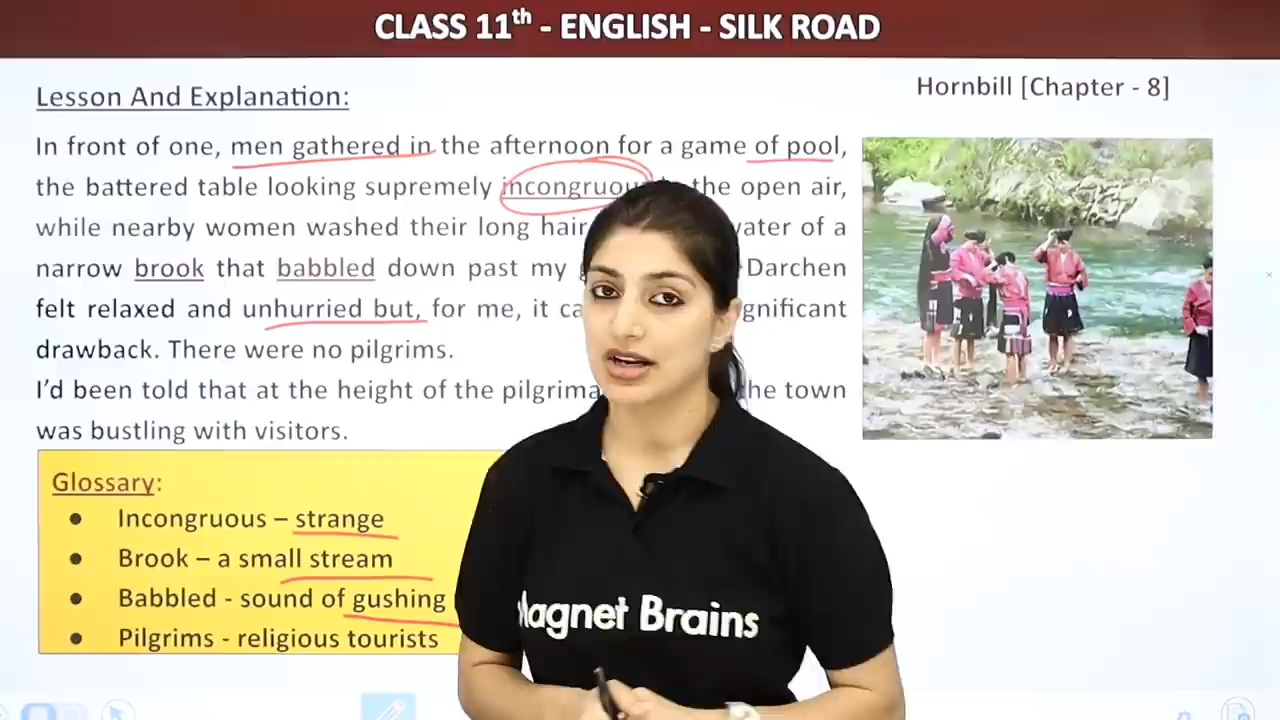 CLASS 11th - ENGLISH - SILK ROAD
Lesson And Explanation:
Hornbill [Chapter - 8]
In front of one, men gathered in the afternoon for a game of pool,
the battered table looking supremely the open air,
while nearby women washed their long hair of a
narrow brook that babbled down past my Darchen
felt relaxed and unhurried but, for me, it
drawback. There were no pilgrims.
I'd been told that at the height of the the town
was bustling with visitors.
Glossary:
● Incongruous – strange
● Brook – a small stream
● Babbled - sound of gushing
● Pilgrims - religious tourists
Magnet Brains